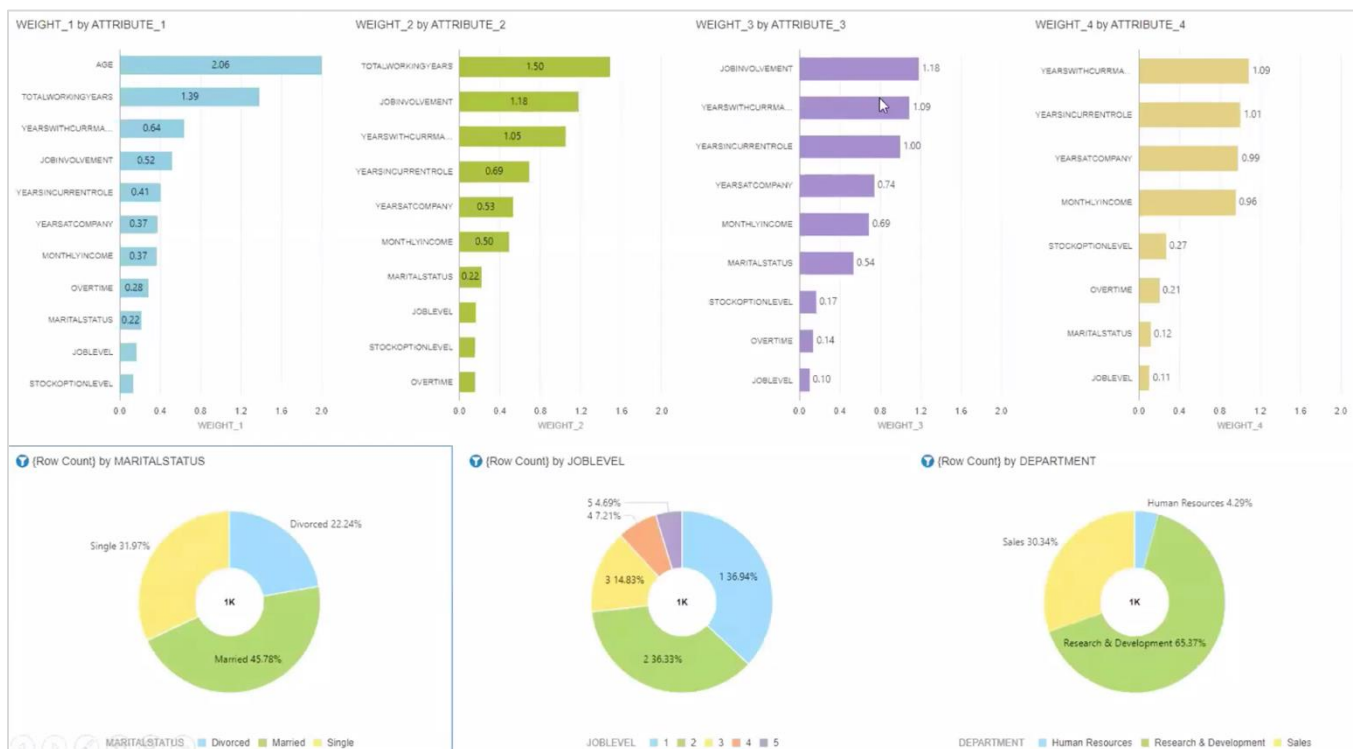 WEIGHT_1 by ATTRIBUTE_1
AGE 2.06
TOTALWORKINGYEARS 1.39
YEARSWITHCURRMA... 0.64
JOBINVOLVEMENT 0.52
YEARSINCURRENTROLE 0.41
YEARSATCOMPANY 0.37
MONTHLYINCOME 0.37
OVERTIME 0.28
MARITALSTATUS 0.22
JOBLEVEL
STOCKOPTIONLEVEL
0.0 0.4 0.8 1.2 1.6 2.0
WEIGHT_1
WEIGHT_2 by ATTRIBUTE_2
TOTALWORKINGYEARS 1.50
JOBINVOLVEMENT 1.18
YEARSWITHCURRMA... 1.05
YEARSINCURRENTROLE 0.69
YEARSATCOMPANY 0.53
MONTHLYINCOME 0.50
MARITALSTATUS 0.22
JOBLEVEL
STOCKOPTIONLEVEL
OVERTIME
0.0 0.4 0.8 1.2 1.6 2.0
WEIGHT_2
WEIGHT_3 by ATTRIBUTE_3
JOBINVOLVEMENT 1.18
YEARSWITHCURRMA... 1.09
YEARSINCURRENTROLE 1.00
YEARSATCOMPANY 0.74
MONTHLYINCOME 0.69
MARITALSTATUS 0.54
STOCKOPTIONLEVEL 0.17
OVERTIME 0.14
JOBLEVEL 0.10
0.0 0.4 0.8 1.2 1.6 2.0
WEIGHT_3
WEIGHT_4 by ATTRIBUTE_4
YEARSWITHCURRMA... 1.09
YEARSINCURRENTROLE 1.01
YEARSATCOMPANY 0.99
MONTHLYINCOME 0.96
STOCKOPTIONLEVEL 0.27
OVERTIME 0.21
MARITALSTATUS 0.12
JOBLEVEL 0.11
0.0 0.4 0.8 1.2 1.6 2.0
WEIGHT_4
{Row Count} by MARITALSTATUS
Divorced 22.24%
Single 31.97%
1K
Married 45.78%
MARITALSTATUS Divorced Married Single
{Row Count} by JOBLEVEL
5 4.69%
4 7.21%
3 14.83%
1 36.94%
1K
2 36.33%
JOBLEVEL 1 2 3 4 5
{Row Count} by DEPARTMENT
Human Resources 4.29%
Sales 30.34%
1K
Research & Development 65.37%
DEPARTMENT Human Resources Research & Development Sales